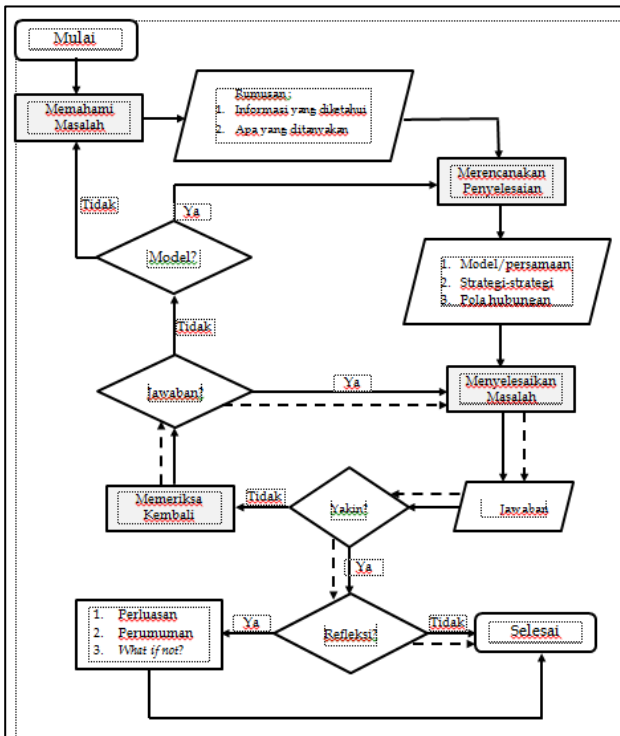 Mulai
Memahami
Masalah
Rumusan :
1. Informasi yang diketahui
2. Apa yang ditanyakan
Merencanakan
Penyelesaian
Tidak
Ya
Model?
1. Model/persamaan
2. Strategi-strategi
3. Pola hubungan
Tidak
Jawaban?
Ya
Menyelesaikan
Masalah
Memeriksa
Kembali
Tidak
Yakin?
Jawaban
Ya
1. Perluasan
2. Perumuman
3. What if not?
Ya
Refleksi?
Tidak
Selesai